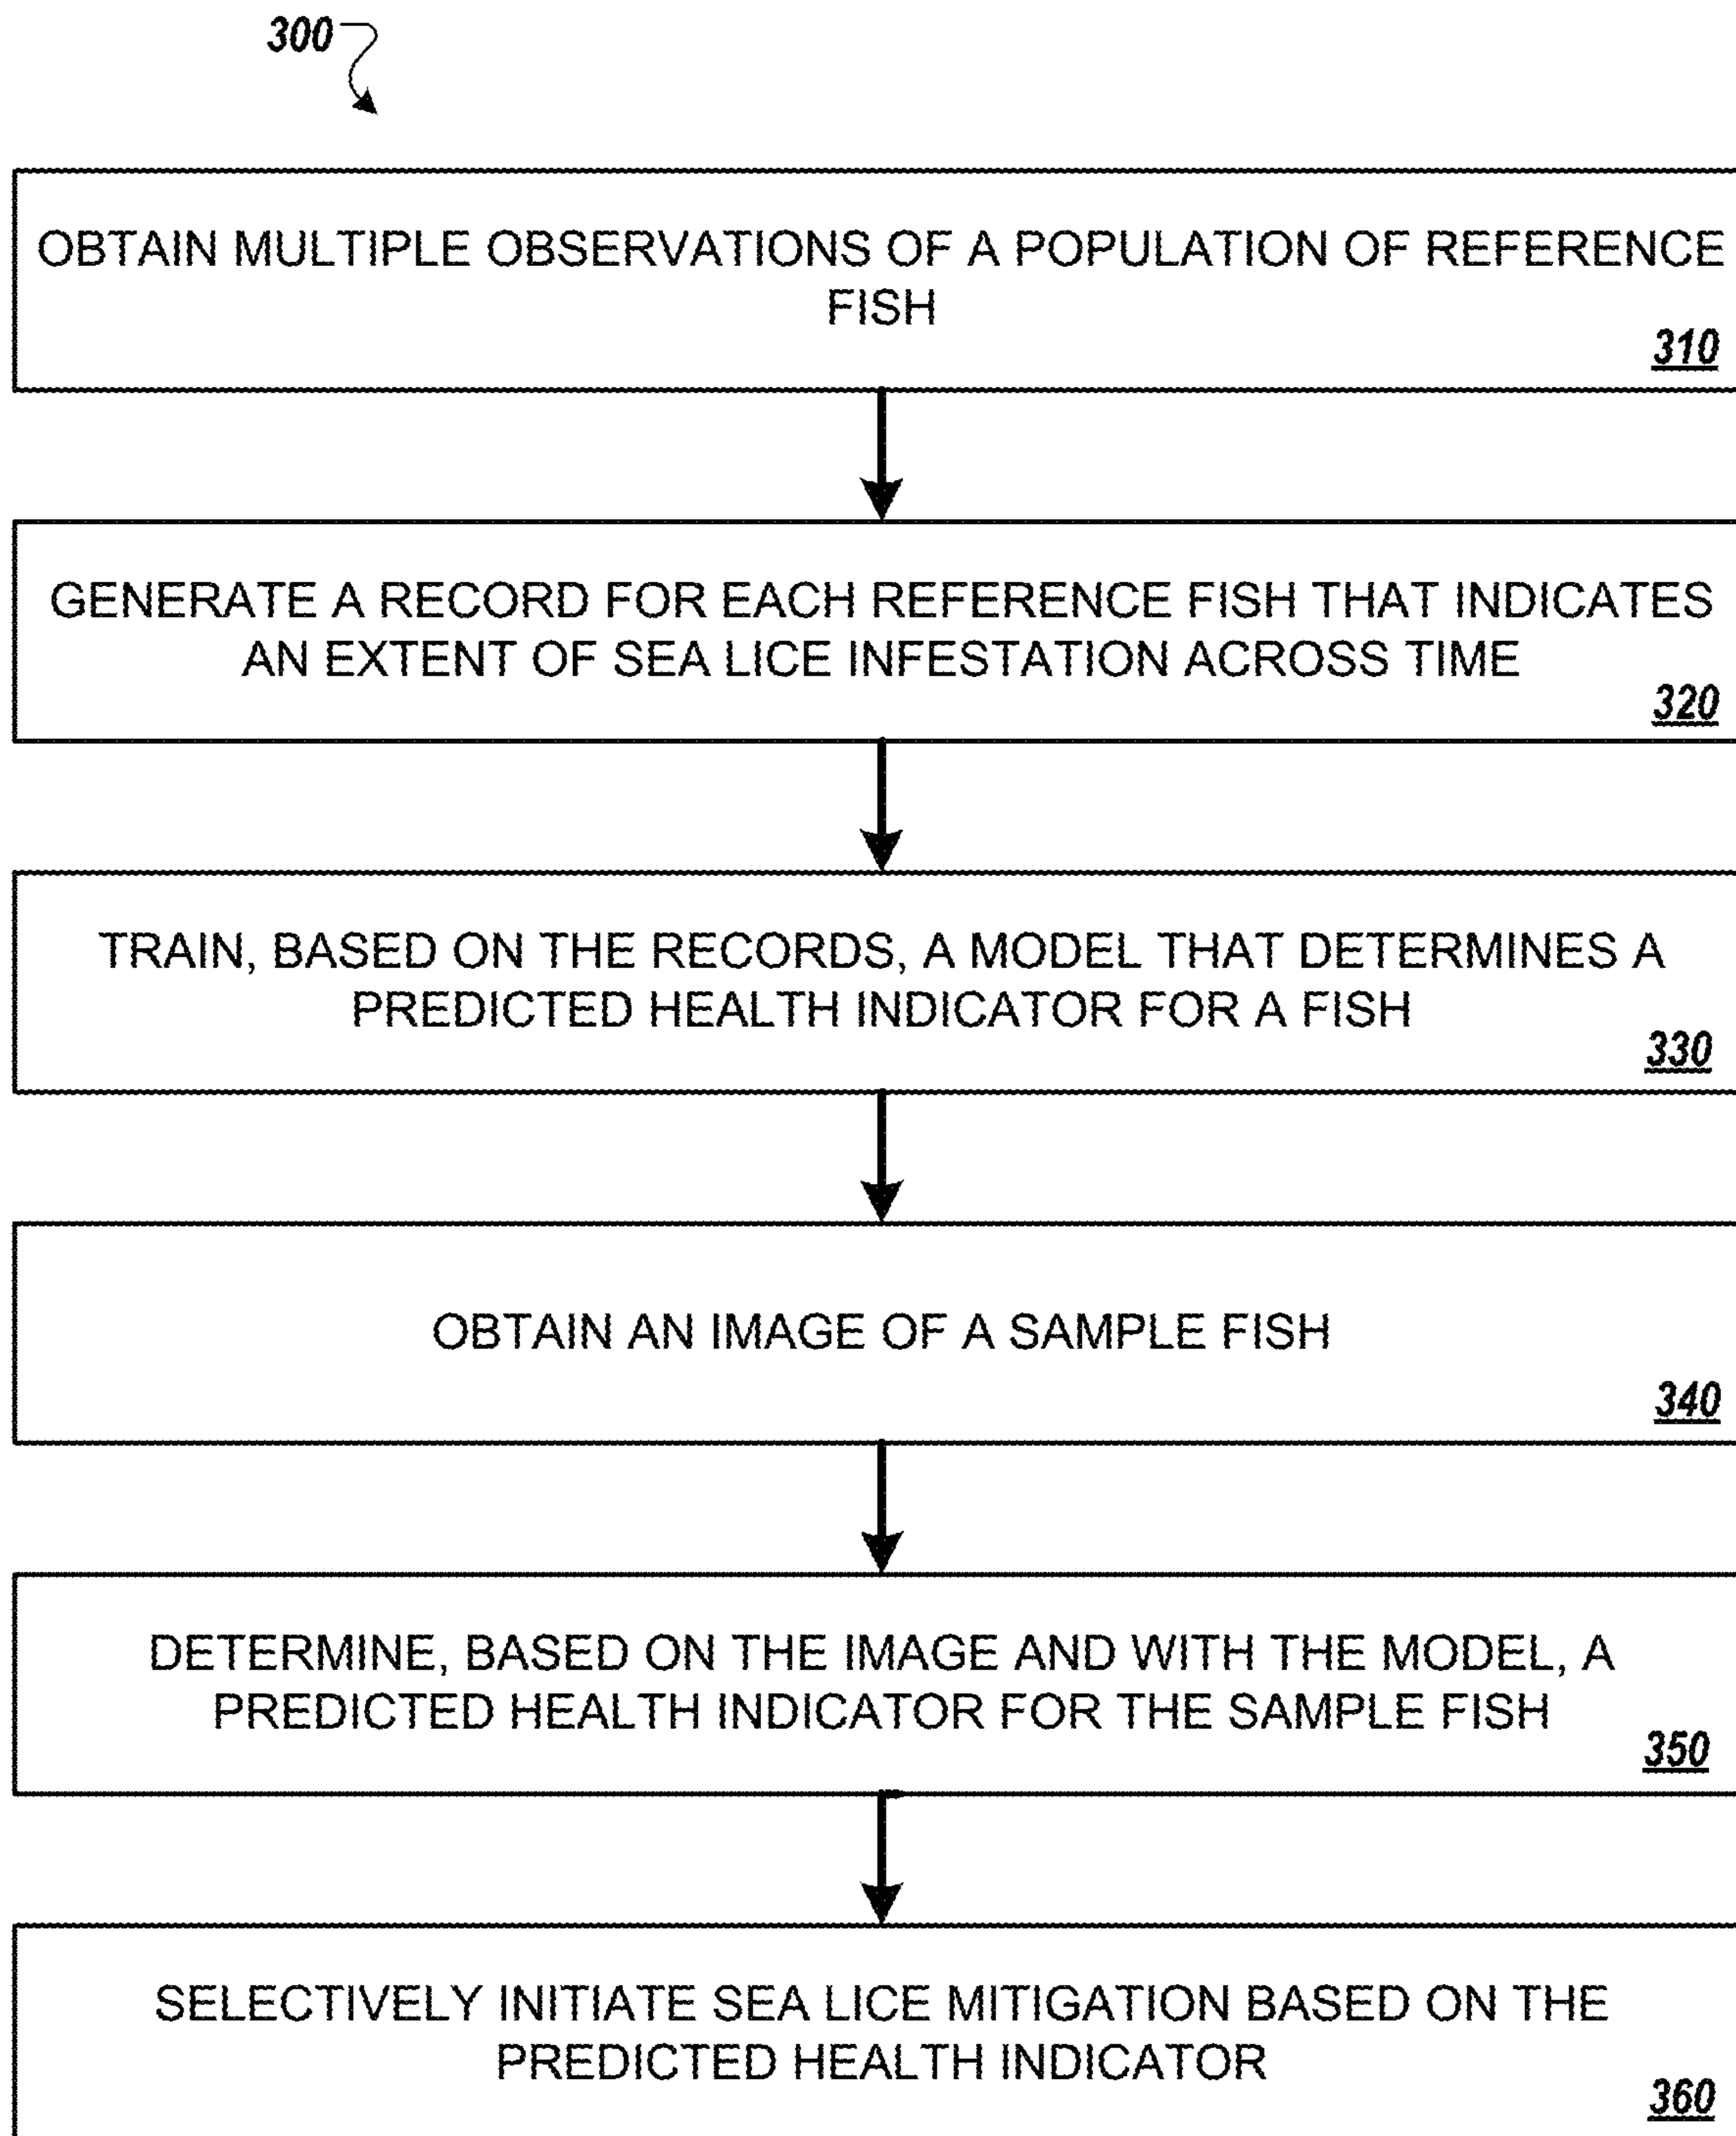 300
OBTAIN MULTIPLE OBSERVATIONS OF A POPULATION OF REFERENCE
FISH
310
GENERATE A RECORD FOR EACH REFERENCE FISH THAT INDICATES
AN EXTENT OF SEA LICE INFESTATION ACROSS TIME
320
TRAIN, BASED ON THE RECORDS, A MODEL THAT DETERMINES A
PREDICTED HEALTH INDICATOR FOR A FISH
330
OBTAIN AN IMAGE OF A SAMPLE FISH
340
DETERMINE, BASED ON THE IMAGE AND WITH THE MODEL, A
PREDICTED HEALTH INDICATOR FOR THE SAMPLE FISH
350
SELECTIVELY INITIATE SEA LICE MITIGATION BASED ON THE
PREDICTED HEALTH INDICATOR
360